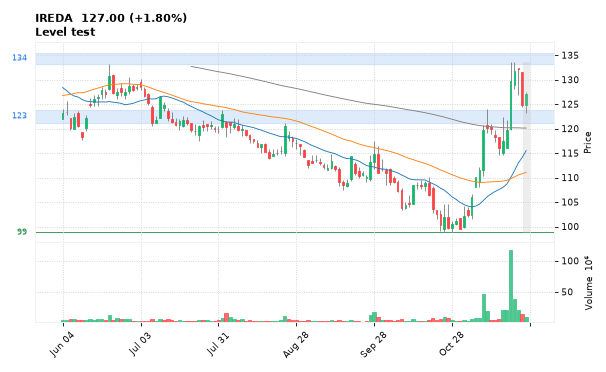 IREDA 127.00 (+1.80%)
Level test
134
123
99
135
130
125
120
115
110
105
100
Price
100
50
Volume 10⁶
Jun 04
Jul 03
Jul 31
Aug 28
Sep 28
Oct 28